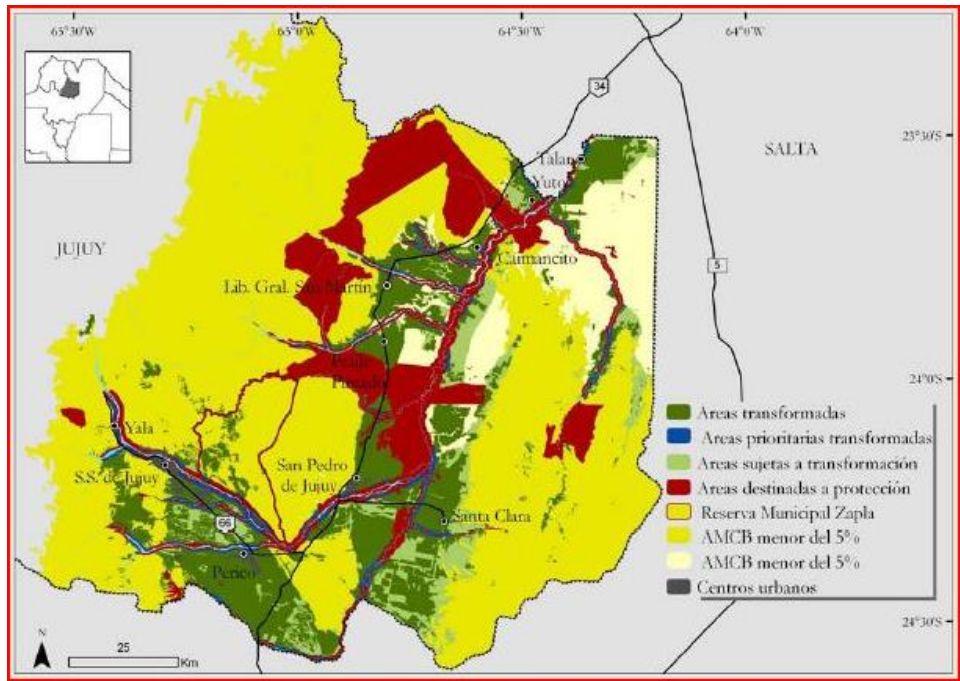 65°30'W
65°0'W
64°30'W
64°0'W
34
23°30'S
Talar
Yuto
SALTA
JUJUY
Caimancito
5
Lib. Gral. San Martín
Pintado
24°0'S
Yala
S.S. de Jujuy
San Pedro
de Jujuy
66
Santa Clara
Perico
Areas transformadas
Areas prioritarias transformadas
Areas sujetas a transformación
Areas destinadas a protección
Reserva Municipal Zapla
AMCB menor del 5%
AMCB menor del 5%
Centros urbanos
24°30'S
N
25
Km